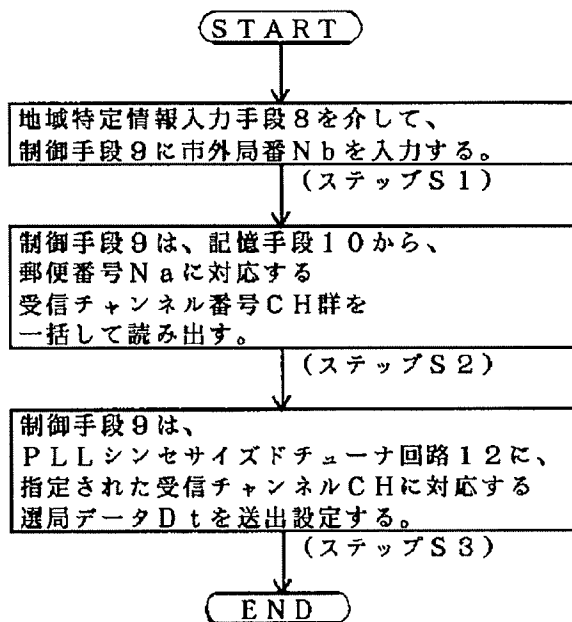 START
地域特定情報入力手段8を介して、
制御手段9に市外局番Nbを入力する。
(ステップS1)
制御手段9は、記憶手段10から、
郵便番号Naに対応する
受信チャンネル番号CH群を
一括して読み出す。
(ステップS2)
制御手段9は、
PLLシンセサイズドチューナ回路12に、
指定された受信チャンネルCHに対応する
選局データDtを送出設定する。
(ステップS3)
END